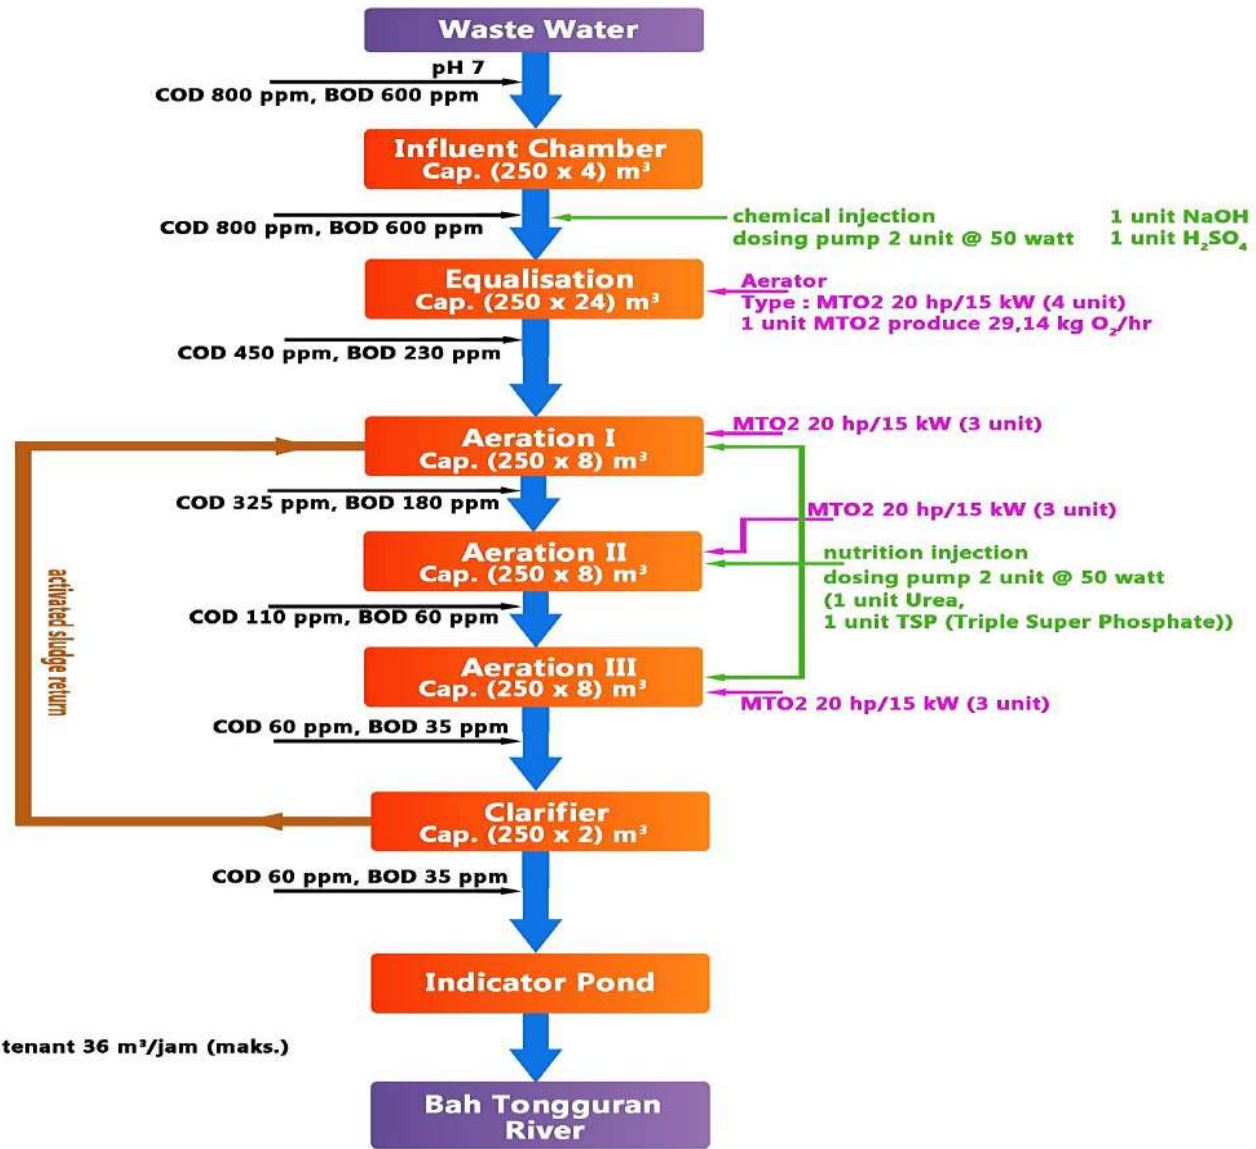 Waste Water
pH 7
COD 800 ppm, BOD 600 ppm
Influent Chamber
Cap. (250 x 4) m³
COD 800 ppm, BOD 600 ppm
chemical injection 1 unit NaOH
dosing pump 2 unit @ 50 watt 1 unit H₂SO₄
Equalisation
Cap. (250 x 24) m³
Aerator
Type : MTO2 20 hp/15 kW (4 unit)
1 unit MTO2 produce 29,14 kg O₂/hr
COD 450 ppm, BOD 230 ppm
Aeration I
Cap. (250 x 8) m³
MTO2 20 hp/15 kW (3 unit)
COD 325 ppm, BOD 180 ppm
MTO2 20 hp/15 kW (3 unit)
Aeration II
Cap. (250 x 8) m³
nutrition injection
dosing pump 2 unit @ 50 watt
(1 unit Urea,
1 unit TSP (Triple Super Phosphate))
activated sludge return
COD 110 ppm, BOD 60 ppm
Aeration III
Cap. (250 x 8) m³
MTO2 20 hp/15 kW (3 unit)
COD 60 ppm, BOD 35 ppm
Clarifier
Cap. (250 x 2) m³
COD 60 ppm, BOD 35 ppm
Indicator Pond
tenant 36 m³/jam (maks.)
Bah Tongguran
River